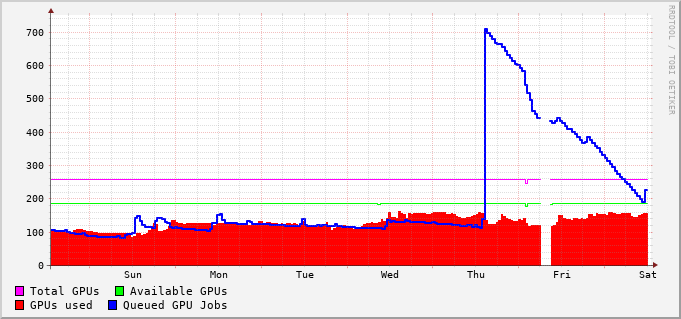 RRDTOOL / TOBI OETIKER
700
600
500
400
300
200
100
0
Sun Mon Tue Wed Thu Fri Sat
Total GPUs Available GPUs
GPUs used Queued GPU Jobs